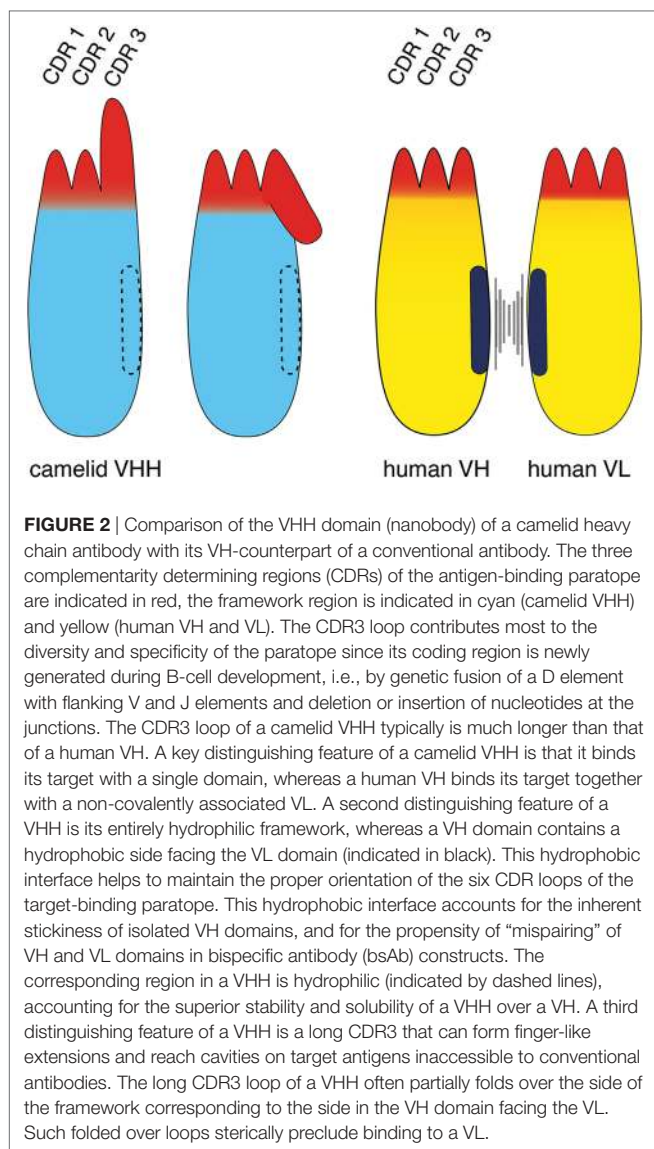 CDR 1
CDR 2
CDR 3
CDR 1
CDR 2
CDR 3
camelid VHH
human VH
human VL
FIGURE 2 | Comparison of the VHH domain (nanobody) of a camelid heavy
chain antibody with its VH-counterpart of a conventional antibody. The three
complementarity determining regions (CDRs) of the antigen-binding paratope
are indicated in red, the framework region is indicated in cyan (camelid VHH)
and yellow (human VH and VL). The CDR3 loop contributes most to the
diversity and specificity of the paratope since its coding region is newly
generated during B-cell development, i.e., by genetic fusion of a D element
with flanking V and J elements and deletion or insertion of nucleotides at the
junctions. The CDR3 loop of a camelid VHH typically is much longer than that
of a human VH. A key distinguishing feature of a camelid VHH is that it binds
its target with a single domain, whereas a human VH binds its target together
with a non-covalently associated VL. A second distinguishing feature of a
VHH is its entirely hydrophilic framework, whereas a VH domain contains a
hydrophobic side facing the VL domain (indicated in black). This hydrophobic
interface helps to maintain the proper orientation of the six CDR loops of the
target-binding paratope. This hydrophobic interface accounts for the inherent
stickiness of isolated VH domains, and for the propensity of “mispairing” of
VH and VL domains in bispecific antibody (bsAb) constructs. The
corresponding region in a VHH is hydrophilic (indicated by dashed lines),
accounting for the superior stability and solubility of a VHH over a VH. A third
distinguishing feature of a VHH is a long CDR3 that can form finger-like
extensions and reach cavities on target antigens inaccessible to conventional
antibodies. The long CDR3 loop of a VHH often partially folds over the side of
the framework corresponding to the side in the VH domain facing the VL.
Such folded over loops sterically preclude binding to a VL.